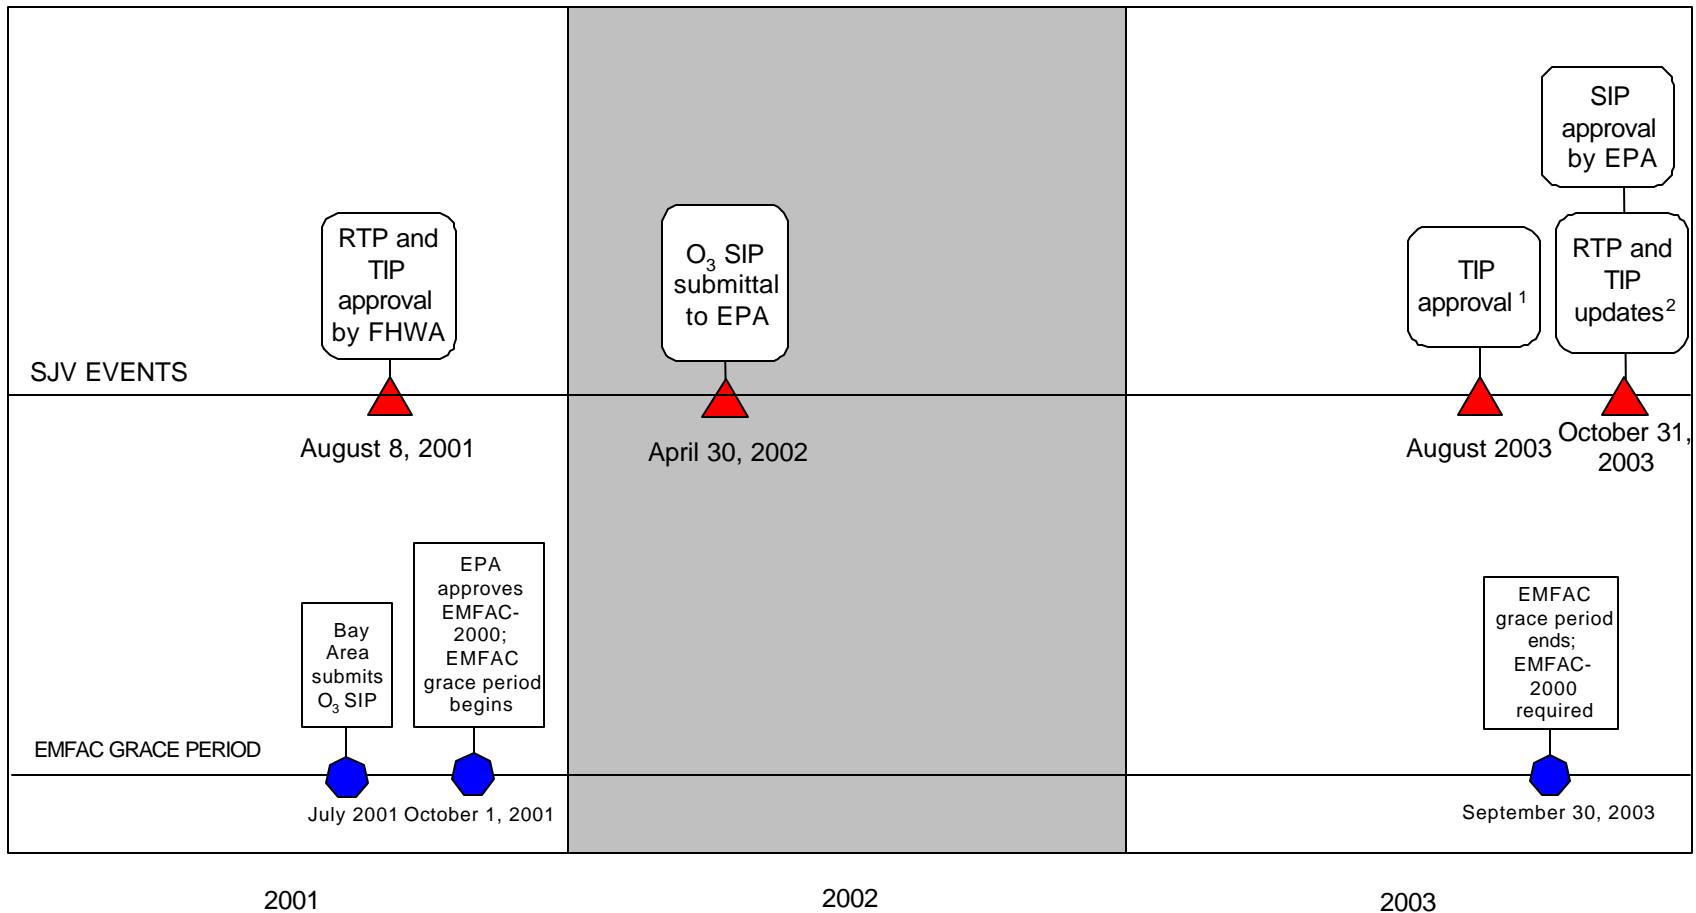 SIP
approval
by EPA
RTP and
TIP
approval
by FHWA
O3 SIP
submittal
to EPA
TIP
approval 1
RTP and
TIP
updates2
SJV EVENTS
August 8, 2001
April 30, 2002
August 2003
October 31,
2003
Bay
Area
submits
O3 SIP
EPA
approves
EMFAC-
2000;
EMFAC
grace period
begins
EMFAC
grace period
ends;
EMFAC-
2000
required
EMFAC GRACE PERIOD
July 2001
October 1, 2001
September 30, 2003
2001
2002
2003